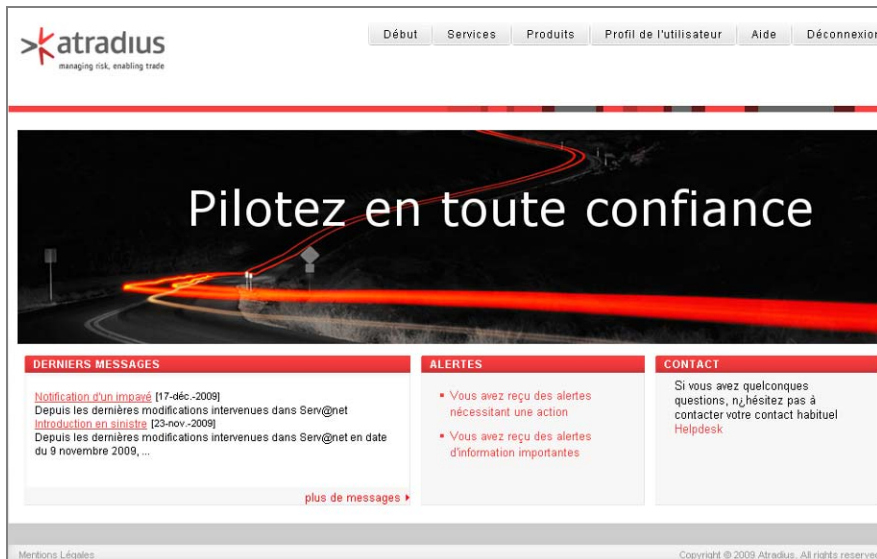 atradius
managing risk, enabling trade
Début Services Produits Profil de l'utilisateur Aide Déconnexion
Pilotez en toute confiance
DERNIERS MESSAGES
Notification d'un impayé [17-déc.-2009]
Depuis les dernières modifications intervenues dans Serv@net
Introduction en sinistre [23-nov.-2009]
Depuis les dernières modifications intervenues dans Serv@net en date
du 9 novembre 2009, ...
plus de messages
ALERTES
Vous avez reçu des alertes
nécessitant une action
Vous avez reçu des alertes
d'information importantes
CONTACT
Si vous avez quelconques
questions, n¿hésitez pas à
contacter votre contact habituel
Helpdesk
Mentions Légales
Copyright © 2009 Atradius. All rights reserved